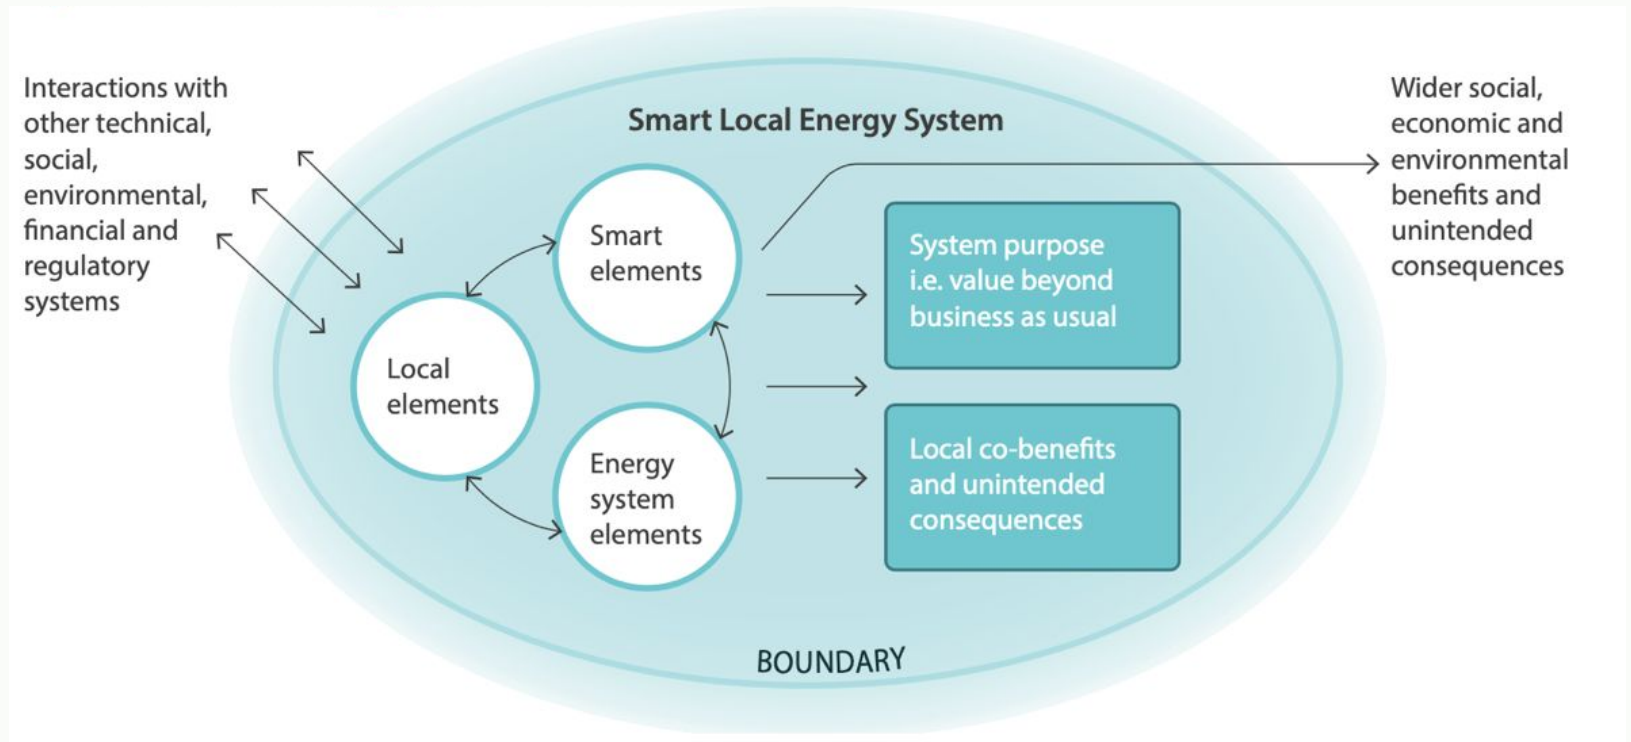 Interactions with
other technical,
social,
environmental,
financial and
regulatory
systems
Smart Local Energy System
Smart
elements
Local
elements
Energy
system
elements
System purpose
i.e. value beyond
business as usual
Local co-benefits
and unintended
consequences
BOUNDARY
Wider social,
economic and
environmental
benefits and
unintended
consequences